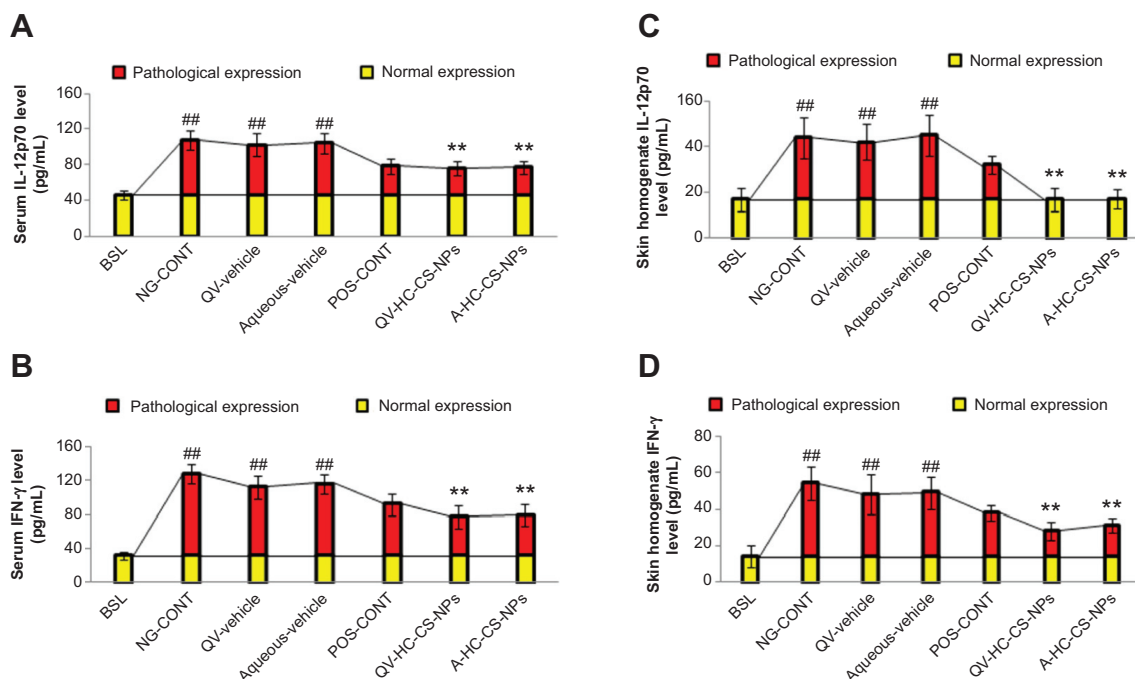 A
Pathological expression
Normal expression
Serum IL-12p70 level
(pg/mL)
160
120
80
40
0
##
##
##
**
**
BSL
NG-CONT
QV-vehicle
Aqueous-vehicle
POS-CONT
QV-HC-CS-NPs
A-HC-CS-NPs
B
Pathological expression
Normal expression
Serum IFN-γ level
(pg/mL)
160
120
80
40
0
##
##
##
**
**
BSL
NG-CONT
QV-vehicle
Aqueous-vehicle
POS-CONT
QV-HC-CS-NPs
A-HC-CS-NPs
C
Pathological expression
Normal expression
Skin homogenate IL-12p70
level (pg/mL)
160
40
20
0
##
##
##
**
**
BSL
NG-CONT
QV-vehicle
Aqueous-vehicle
POS-CONT
QV-HC-CS-NPs
A-HC-CS-NPs
D
Pathological expression
Normal expression
Skin homogenate IFN-γ
level (pg/mL)
80
60
40
20
0
##
##
##
**
**
BSL
NG-CONT
QV-vehicle
Aqueous-vehicle
POS-CONT
QV-HC-CS-NPs
A-HC-CS-NPs